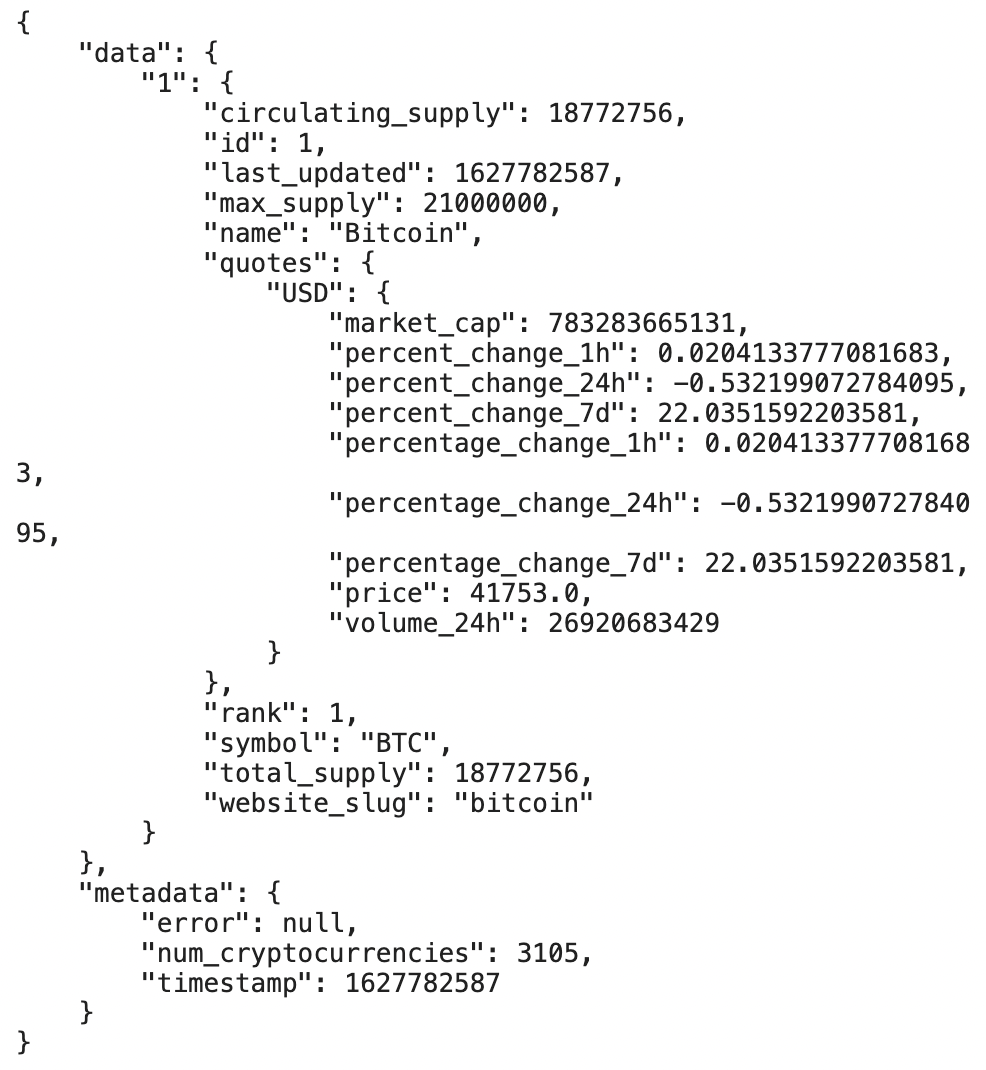 {
    "data": {
        "1": {
            "circulating_supply": 18772756,
            "id": 1,
            "last_updated": 1627782587,
            "max_supply": 21000000,
            "name": "Bitcoin",
            "quotes": {
                "USD": {
                    "market_cap": 783283665131,
                    "percent_change_1h": 0.0204133777081683,
                    "percent_change_24h": -0.532199072784095,
                    "percent_change_7d": 22.0351592203581,
                    "percentage_change_1h": 0.020413377708168
3,
                    "percentage_change_24h": -0.5321990727840
95,
                    "percentage_change_7d": 22.0351592203581,
                    "price": 41753.0,
                    "volume_24h": 26920683429
                }
            },
            "rank": 1,
            "symbol": "BTC",
            "total_supply": 18772756,
            "website_slug": "bitcoin"
        }
    },
    "metadata": {
        "error": null,
        "num_cryptocurrencies": 3105,
        "timestamp": 1627782587
    }
}